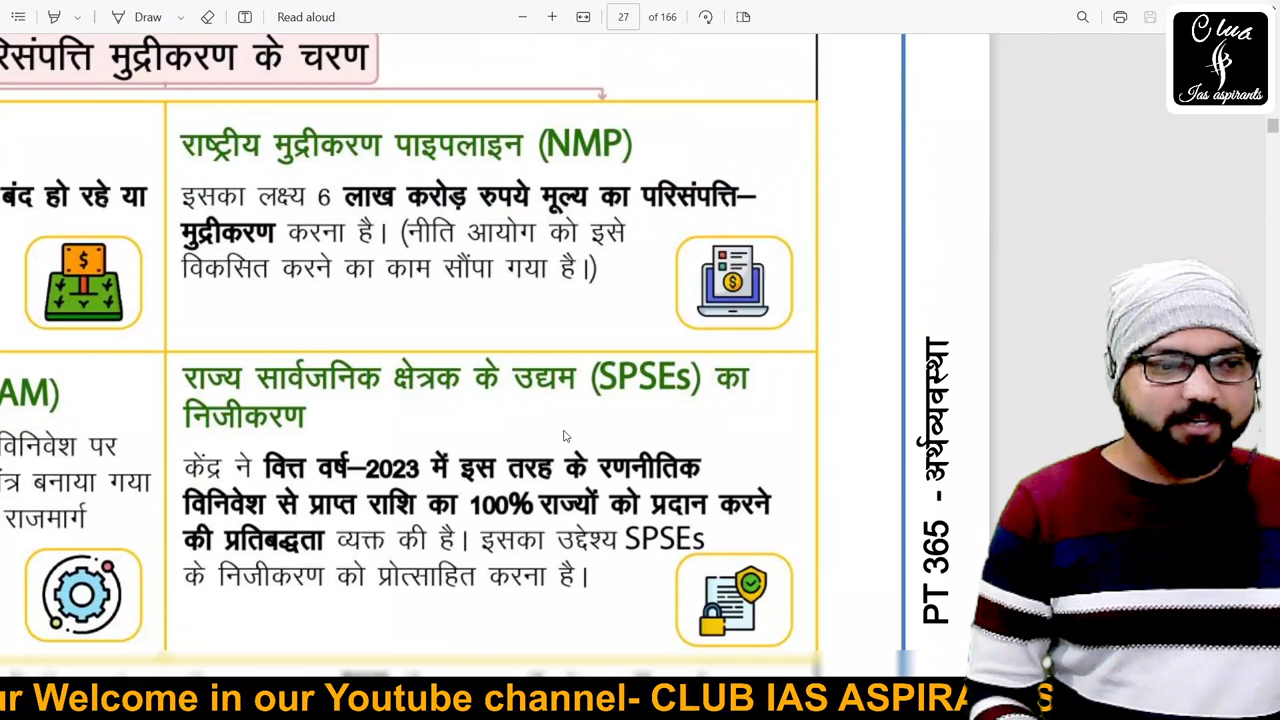 Draw
Read aloud
27 of 166
Clua
Ias aspirants
रिसंपत्ति मुद्रीकरण के चरण
राष्ट्रीय मुद्रीकरण पाइपलाइन (NMP)
बंद हो रहे या
इसका लक्ष्य 6 लाख करोड़ रुपये मूल्य का परिसंपत्ति–
मुद्रीकरण करना है। (नीति आयोग को इसे
विकसित करने का काम सौंपा गया है।)
AM)
विनिवेश पर
त्र बनाया गया
राजमार्ग
राज्य सार्वजनिक क्षेत्रक के उद्यम (SPSEs) का
निजीकरण
केंद्र ने वित्त वर्ष–2023 में इस तरह के रणनीतिक
विनिवेश से प्राप्त राशि का 100% राज्यों को प्रदान करने
की प्रतिबद्धता व्यक्त की है। इसका उद्देश्य SPSEs
के निजीकरण को प्रोत्साहित करना है।
PT 365 - अर्थव्यवस्था
ur Welcome in our Youtube channel- CLUB IAS ASPIRA S